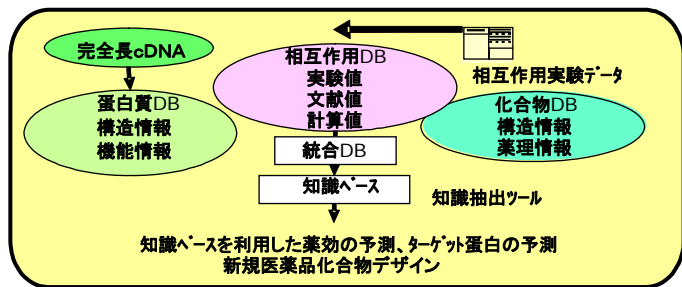 完全長cDNA
相互作用DB
実験値
文献値
計算値
相互作用実験ﾃﾞｰﾀ
蛋白質DB
構造情報
機能情報
化合物DB
構造情報
薬理情報
統合DB
知識ﾍﾞｰｽ
知識抽出ﾂｰﾙ
知識ﾍﾞｰｽを利用した薬効の予測、ﾀｰｹﾞｯﾄ蛋白の予測
新規医薬品化合物デザイン